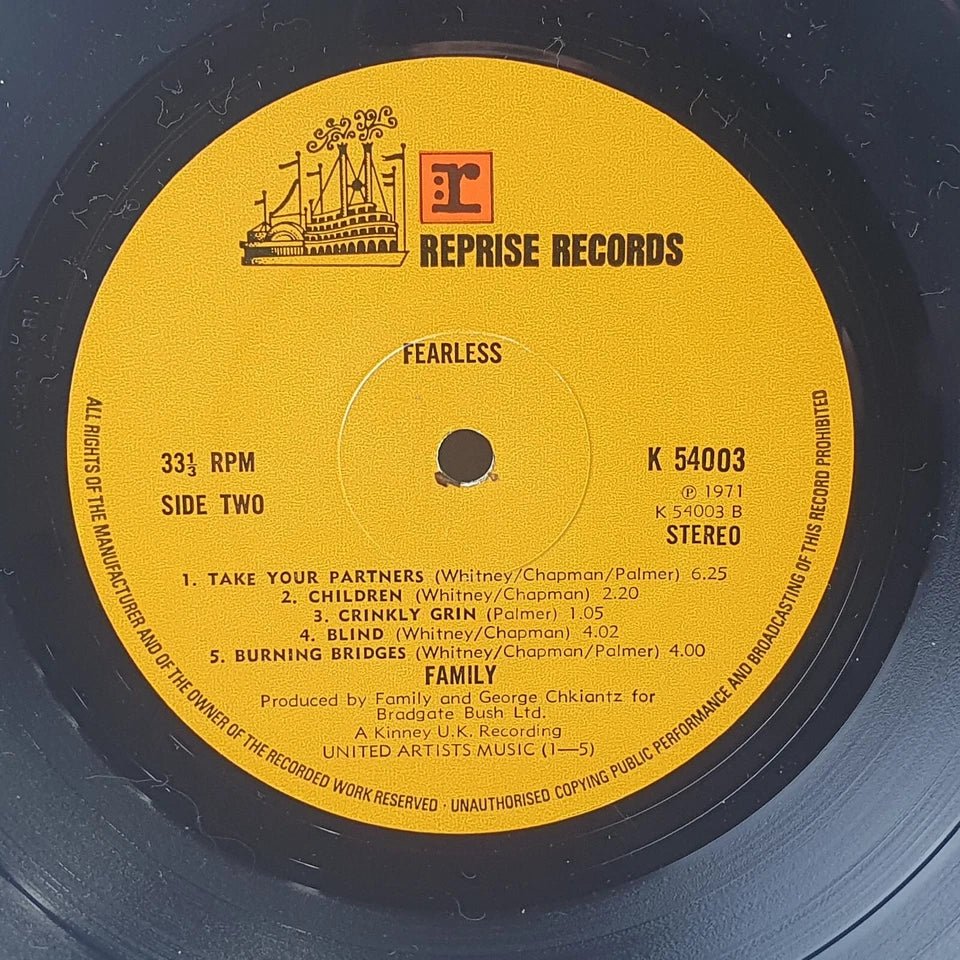 r
REPRISE RECORDS
FEARLESS
33⅓ RPM
SIDE TWO
K 54003
℗ 1971
K 54003 B
STEREO
1. TAKE YOUR PARTNERS (Whitney/Chapman/Palmer) 6.25
2. CHILDREN (Whitney/Chapman) 2.20
3. CRINKLY GRIN (Palmer) 1.05
4. BLIND (Whitney/Chapman) 4.02
5. BURNING BRIDGES (Whitney/Chapman/Palmer) 4.00
FAMILY
Produced by Family and George Chkiantz for
Bradgate Bush Ltd.
A Kinney U.K. Recording
UNITED ARTISTS MUSIC (1—5)
ALL RIGHTS OF THE MANUFACTURER AND OF THE OWNER OF THE RECORDED WORK RESERVED · UNAUTHORISED COPYING PUBLIC PERFORMANCE AND BROADCASTING OF THIS RECORD PROHIBITED